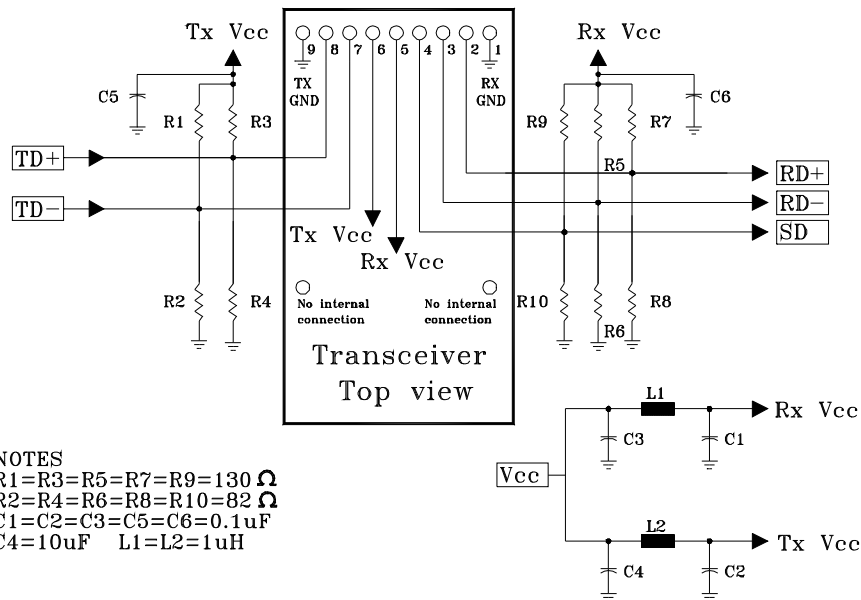 Tx Vcc
Rx Vcc
9 8 7 6 5 4 3 2 1
TX
GND
RX
GND
C5
R1
R3
R9
R7
C6
TD+
R5
RD+
TD-
RD-
SD
Tx Vcc
Rx Vcc
R2
R4
No internal
connection
No internal
connection
R10
R8
R6
Transceiver
Top view
L1
Rx Vcc
C3
C1
Vcc
L2
Tx Vcc
C4
C2
NOTES
R1=R3=R5=R7=R9=130 Ω
R2=R4=R6=R8=R10=82 Ω
C1=C2=C3=C5=C6=0.1uF
C4=10uF L1=L2=1uH